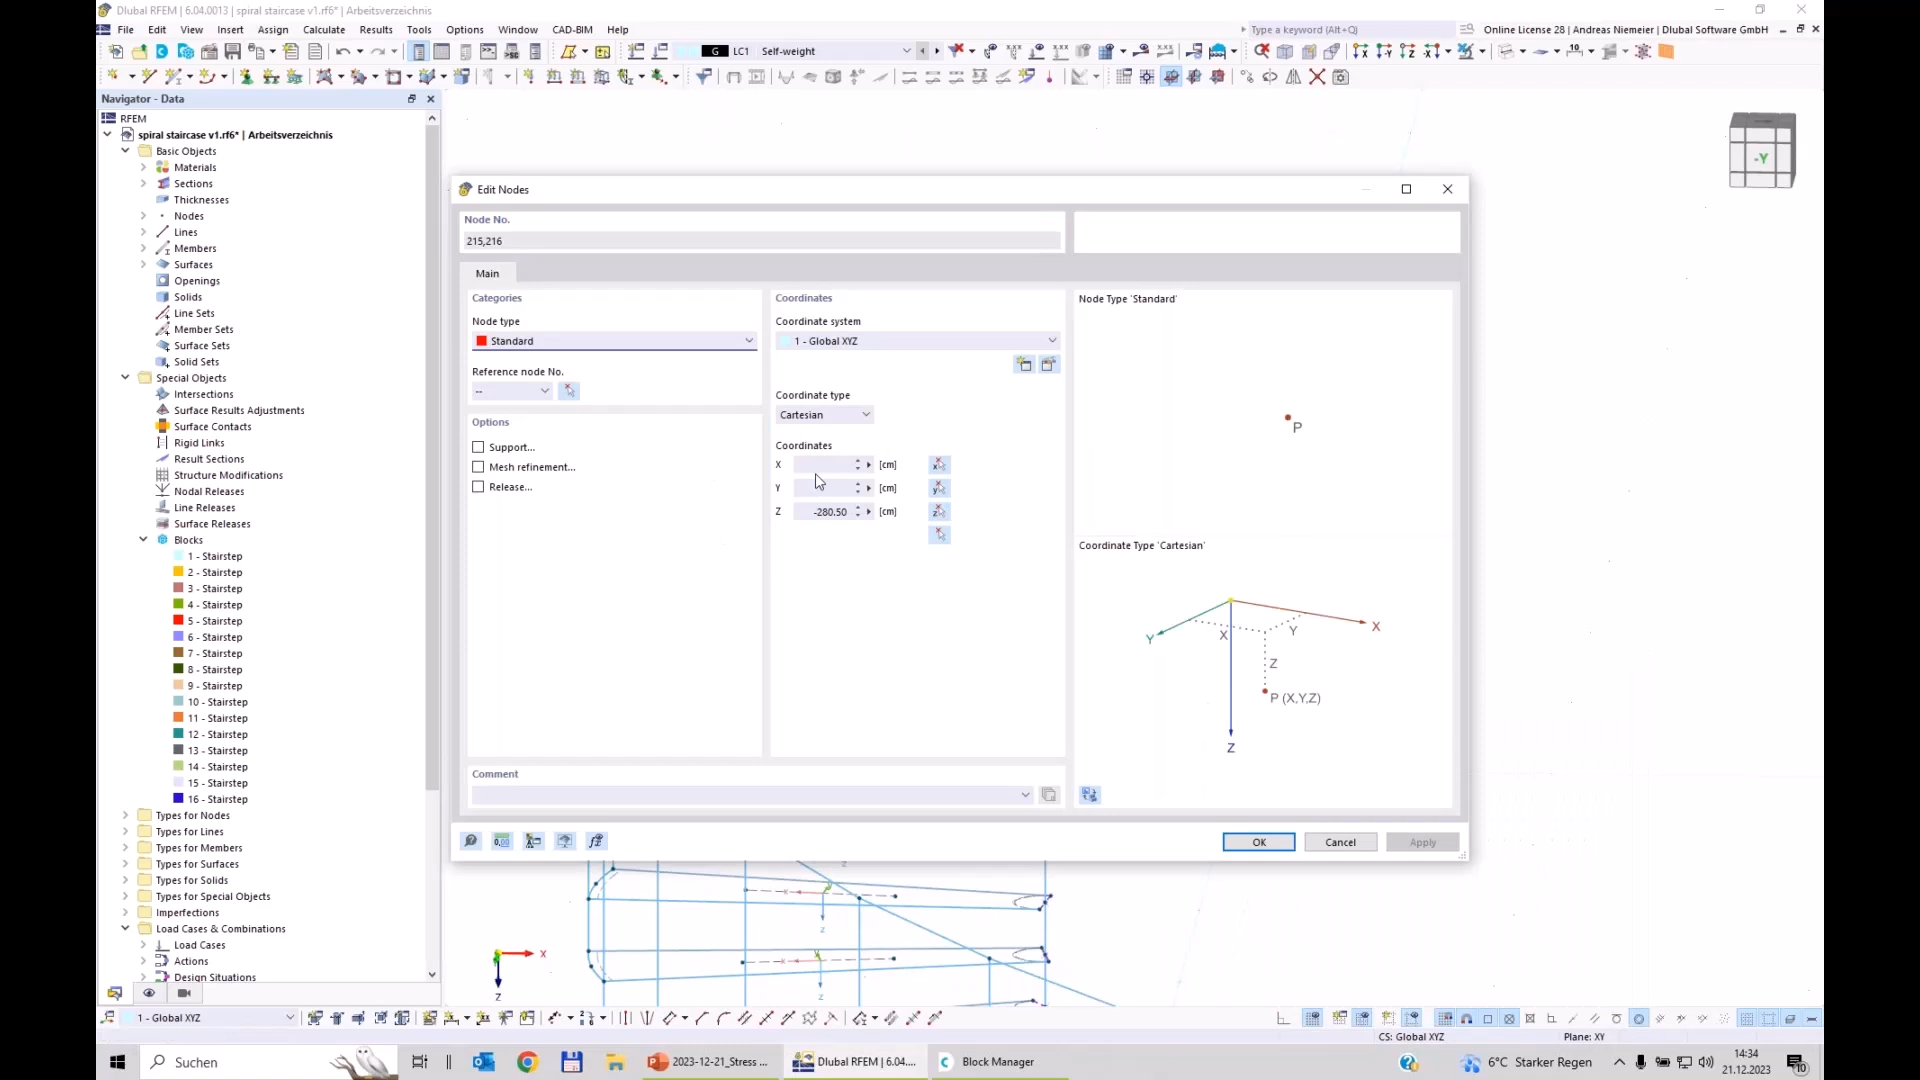 Dlubal RFEM | 6.04.0013 | spiral staircase v1.rf6* | Arbeitsverzeichnis
File Edit View Insert Assign Calculate Results Tools Options Window CAD-BIM Help
Type a keyword (Alt+Q)
Online License 28 | Andreas Niemeier | Dlubal Software GmbH
G LC1 Self-weight
Navigator - Data
RFEM
spiral staircase v1.rf6* | Arbeitsverzeichnis
Basic Objects
Materials
Sections
Thicknesses
Nodes
Lines
Members
Surfaces
Openings
Solids
Line Sets
Member Sets
Surface Sets
Solid Sets
Special Objects
Intersections
Surface Results Adjustments
Surface Contacts
Rigid Links
Result Sections
Structure Modifications
Nodal Releases
Line Releases
Surface Releases
Blocks
1 - Stairstep
2 - Stairstep
3 - Stairstep
4 - Stairstep
5 - Stairstep
6 - Stairstep
7 - Stairstep
8 - Stairstep
9 - Stairstep
10 - Stairstep
11 - Stairstep
12 - Stairstep
13 - Stairstep
14 - Stairstep
15 - Stairstep
16 - Stairstep
Types for Nodes
Types for Lines
Types for Members
Types for Surfaces
Types for Solids
Types for Special Objects
Imperfections
Load Cases & Combinations
Load Cases
Actions
Design Situations
-Y
Edit Nodes
Node No.
215,216
Main
Categories
Node type
Standard
Reference node No.
--
Options
Support...
Mesh refinement...
Release...
Coordinates
Coordinate system
1 - Global XYZ
Coordinate type
Cartesian
Coordinates
X [cm]
Y [cm]
Z -280.50 [cm]
Node Type 'Standard'
P
Coordinate Type 'Cartesian'
Y X Y X
Z
P (X,Y,Z)
Z
Comment
OK Cancel Apply
X
Z
1 - Global XYZ
CS: Global XYZ
Plane: XY
Suchen
2023-12-21_Stress ...
Dlubal RFEM | 6.04....
Block Manager
6°C Starker Regen
14:34
21.12.2023
10